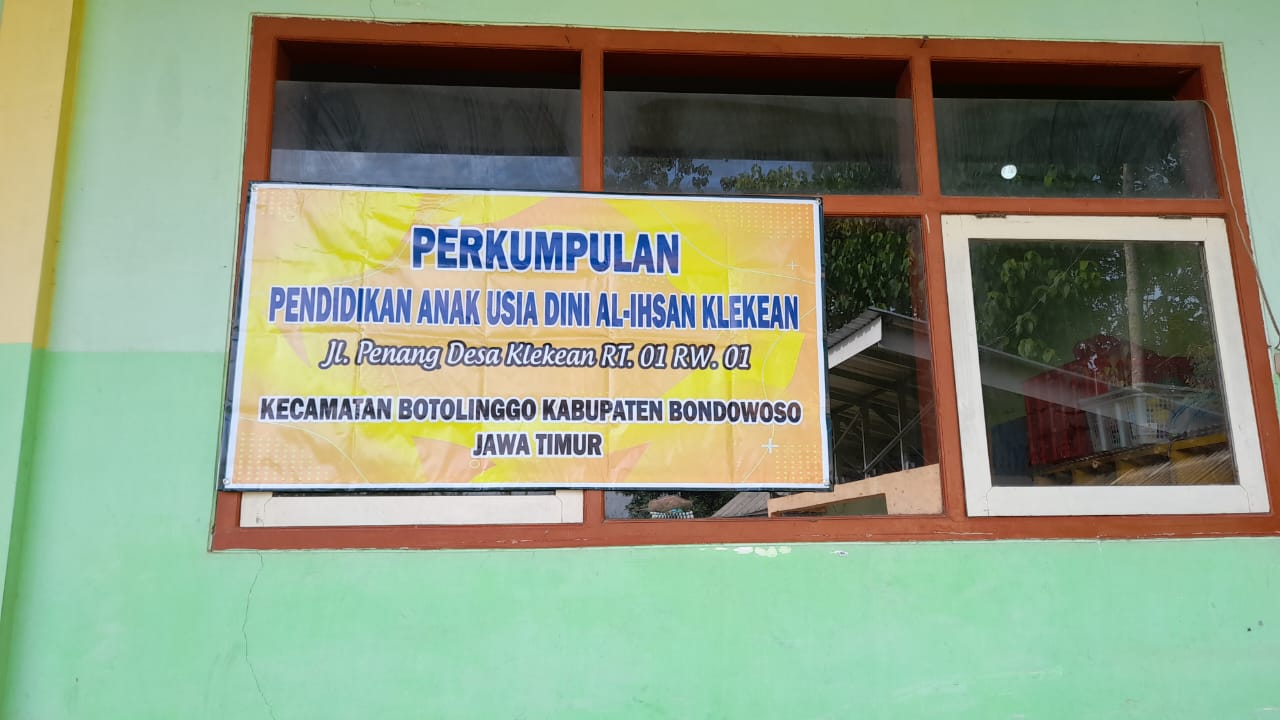 PERKUMPULAN
PENDIDIKAN ANAK USIA DINI AL-IHSAN KLEKEAN
Jl. Penang Desa Klekean RT. 01 RW. 01
KECAMATAN BOTOLINGGO KABUPATEN BONDOWOSO
JAWA TIMUR